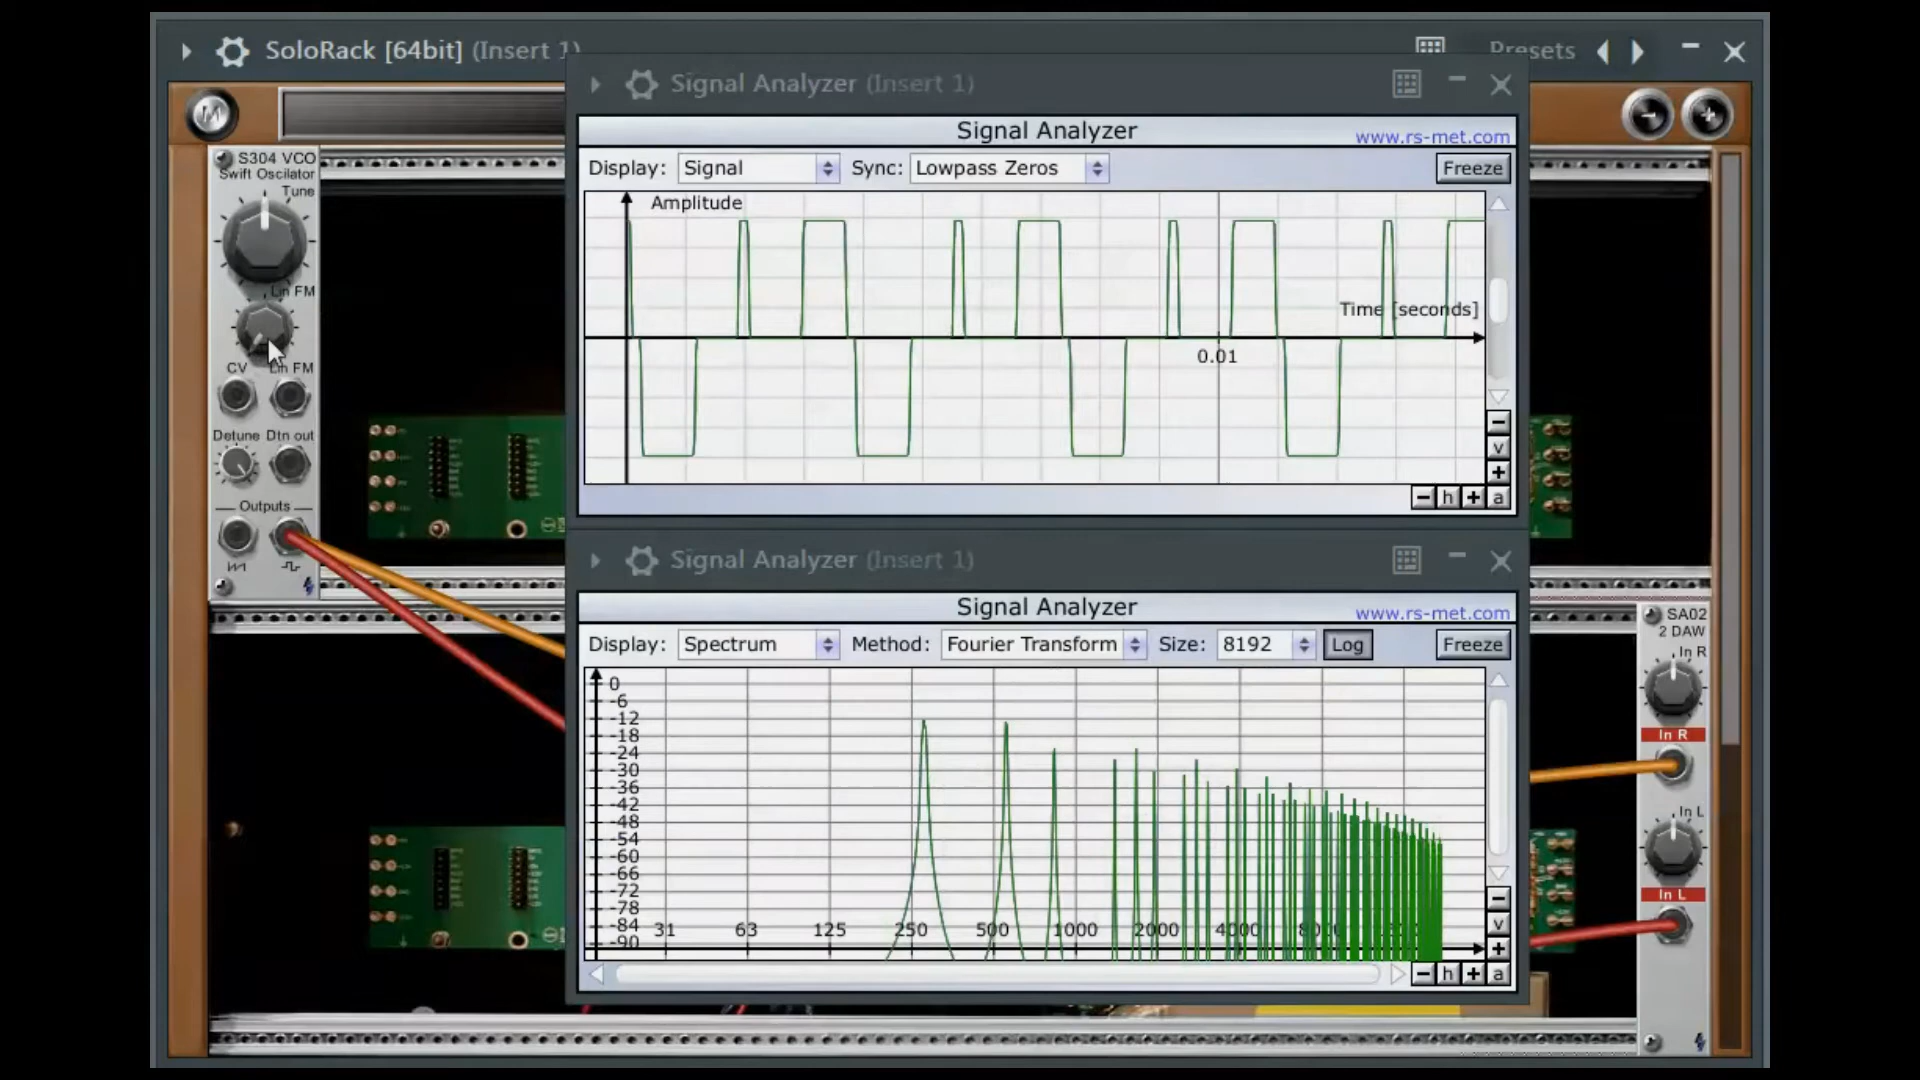 SoloRack [64bit] (Insert 1)
Presets
M
S304 VCO
Swift Oscilator
Tune
Lin FM
CV Lin FM
Detune Dtn out
Outputs
Signal Analyzer (Insert 1)
Signal Analyzer
www.rs-met.com
Display: Signal Sync: Lowpass Zeros Freeze
Amplitude
Time [seconds]
0.01
- v +
- h + a
Signal Analyzer (Insert 1)
Signal Analyzer
www.rs-met.com
Display: Spectrum Method: Fourier Transform Size: 8192 Log Freeze
0
-6
-12
-18
-24
-30
-36
-42
-48
-54
-60
-66
-72
-78
-84
-90
31 63 125 250 500 1000 2000 4000 8000
- v +
- h + a
SA02
2 DAW
In R
In R
In L
In L